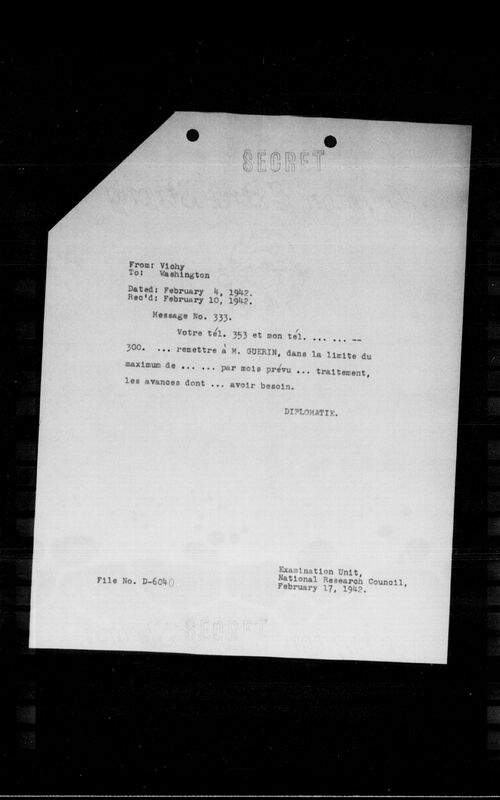 SECRET
From: Vichy
To: Washington
Dated: February 4, 1942.
Rec'd: February 10, 1942.
Message No. 333.
Votre tél. 353 et mon tél. ... ... --
300. ... remettre à M. GUERIN, dans la limite du
maximum de ... ... par mois prévu ... traitement,
les avances dont ... avoir besoin.
DIPLOMATIE.
Examination Unit,
National Research Council,
February 17, 1942.
File No. D-6040
SECRET